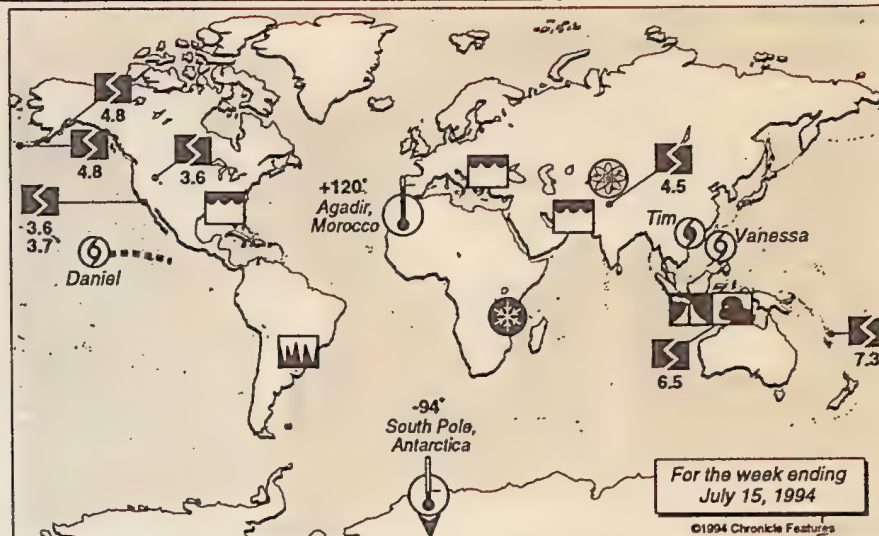 4.8
4.8
3.6
3.6
3.7
Daniel
+120°
Agadir,
Morocco
4.5
Tim
Vanessa
6.5
7.3
-94°
South Pole,
Antarctica
For the week ending
July 15, 1994
©1994 Chronicle Features